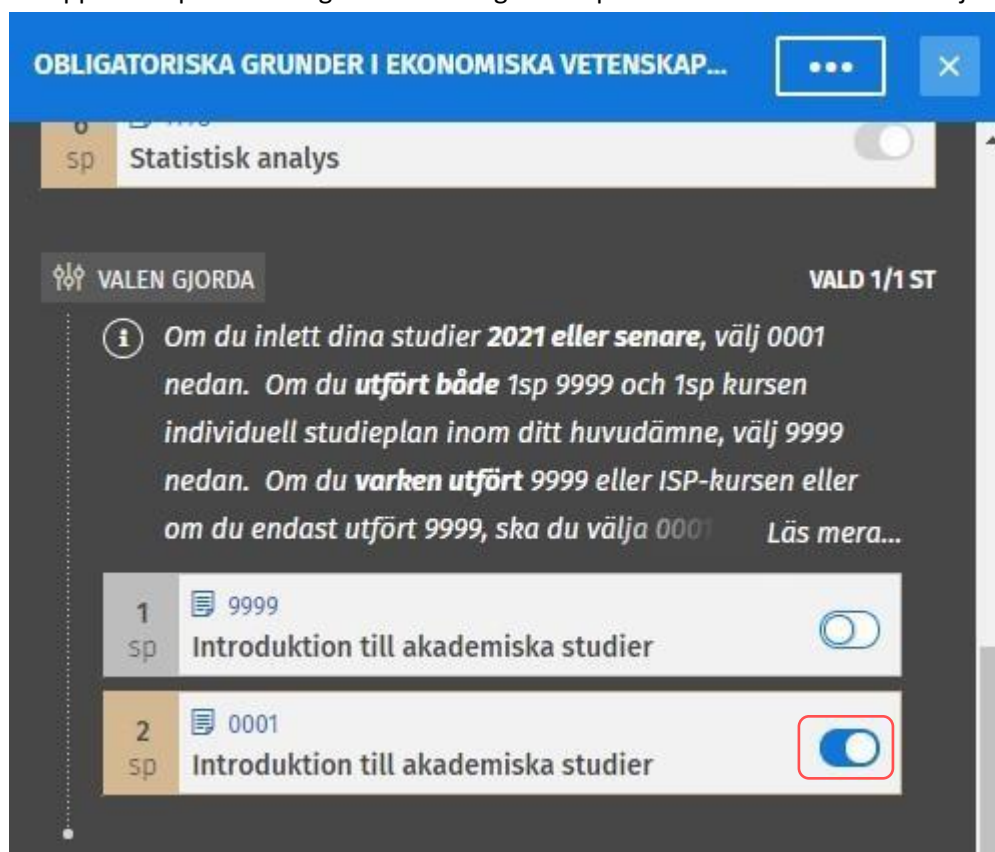 OBLIGATORISKA GRUNDER I EKONOMISKA VETENSKAP...
sp Statistisk analys
VALEN GJORDA VALD 1/1 ST
Om du inlett dina studier 2021 eller senare, välj 0001
nedan. Om du utfört både 1sp 9999 och 1sp kursen
individuell studieplan inom ditt huvudämne, välj 9999
nedan. Om du varken utfört 9999 eller ISP-kursen eller
om du endast utfört 9999, ska du välja 0001 Läs mera...
1 9999
sp Introduktion till akademiska studier
2 0001
sp Introduktion till akademiska studier